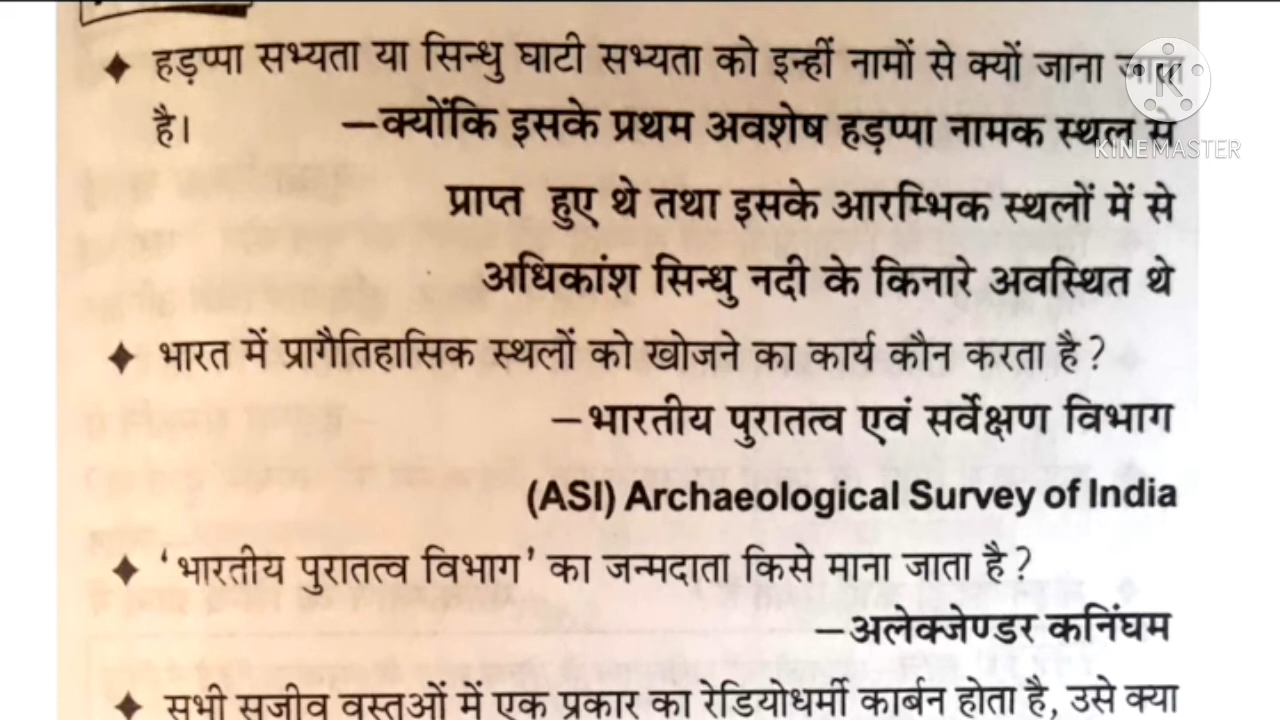 ♦ हड़प्पा सभ्यता या सिन्धु घाटी सभ्यता को इन्हीं नामों से क्यों जाना जाता
है। –क्योंकि इसके प्रथम अवशेष हड़प्पा नामक स्थल से
प्राप्त हुए थे तथा इसके आरम्भिक स्थलों में से
अधिकांश सिन्धु नदी के किनारे अवस्थित थे
♦ भारत में प्रागैतिहासिक स्थलों को खोजने का कार्य कौन करता है?
–भारतीय पुरातत्व एवं सर्वेक्षण विभाग
(ASI) Archaeological Survey of India
♦ 'भारतीय पुरातत्व विभाग' का जन्मदाता किसे माना जाता है?
–अलेक्जेण्डर कनिंघम
♦ सभी सजीव वस्तुओं में एक प्रकार का रेडियोधर्मी कार्बन होता है, उसे क्या
K
KINEMASTER